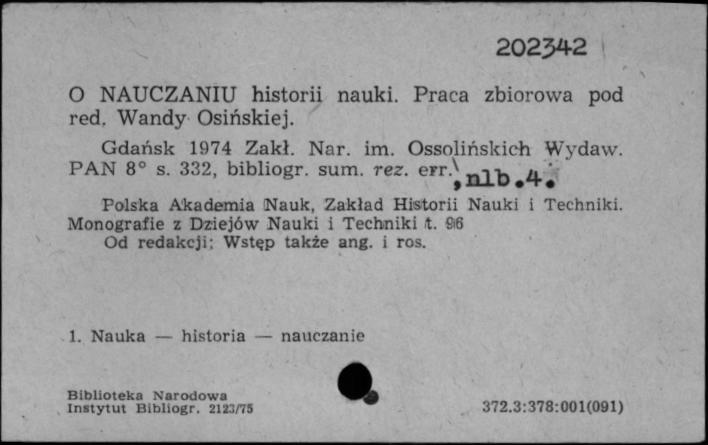 202342
O NAUCZANIU historii nauki. Praca zbiorowa pod
red. Wandy Osińskiej.
Gdańsk 1974 Zakł. Nar. im. Ossolińskich Wydaw.
PAN 8° s. 332, bibliogr. sum. rez. err., nlb.4.
Polska Akademia Nauk, Zakład Historii Nauki i Techniki.
Monografie z Dziejów Nauki i Techniki t. 96
Od redakcji; Wstęp także ang. i ros.
1. Nauka — historia — nauczanie
Biblioteka Narodowa
Instytut Bibliogr. 2123/75
372.3:378:001(091)